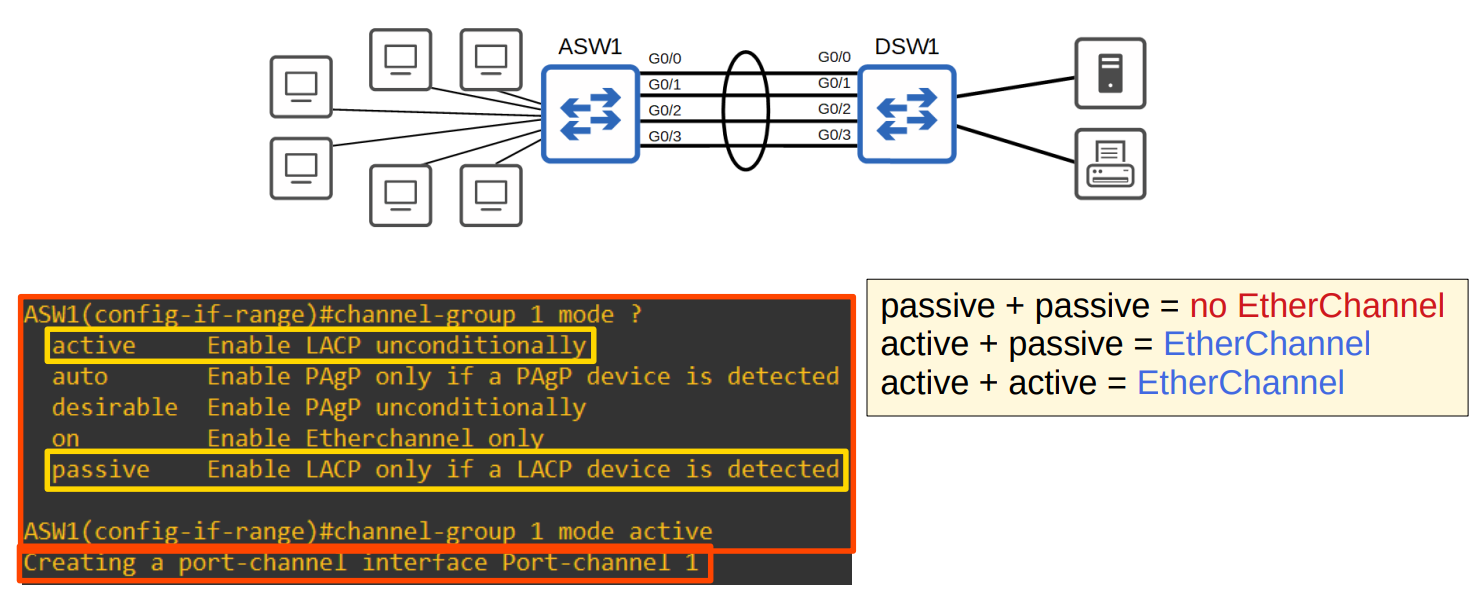 ASW1
DSW1
G0/0
G0/0
G0/1
G0/1
G0/2
G0/2
G0/3
G0/3
ASW1(config-if-range)#channel-group 1 mode ?
active Enable LACP unconditionally
auto Enable PAgP only if a PAgP device is detected
desirable Enable PAgP unconditionally
on Enable Etherchannel only
passive Enable LACP only if a LACP device is detected
ASW1(config-if-range)#channel-group 1 mode active
Creating a port-channel interface Port-channel 1
passive + passive = no EtherChannel
active + passive = EtherChannel
active + active = EtherChannel